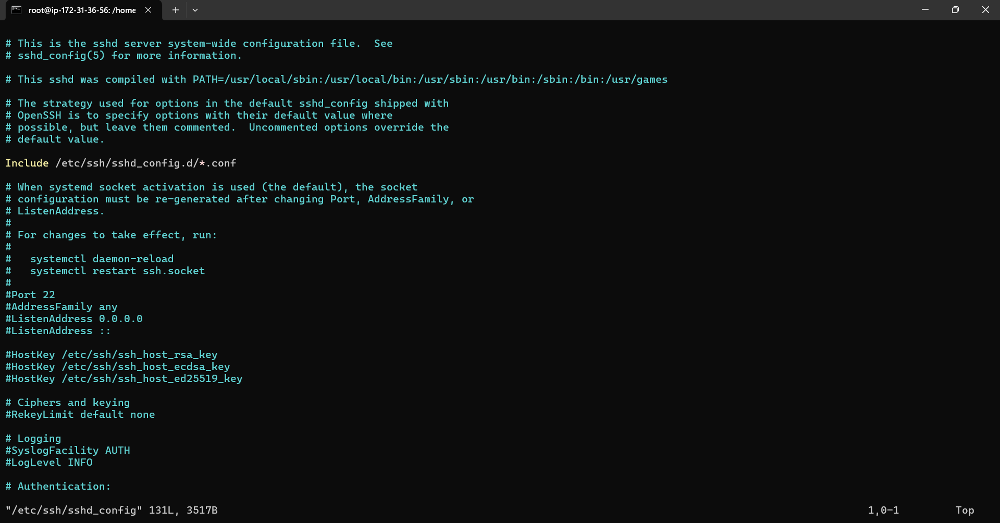 root@ip-172-31-36-56: /home
# This is the sshd server system-wide configuration file.  See
# sshd_config(5) for more information.
# This sshd was compiled with PATH=/usr/local/sbin:/usr/local/bin:/usr/sbin:/usr/bin:/sbin:/bin:/usr/games
# The strategy used for options in the default sshd_config shipped with
# OpenSSH is to specify options with their default value where
# possible, but leave them commented.  Uncommented options override the
# default value.
Include /etc/ssh/sshd_config.d/*.conf
# When systemd socket activation is used (the default), the socket
# configuration must be re-generated after changing Port, AddressFamily, or
# ListenAddress.
#
# For changes to take effect, run:
#
#   systemctl daemon-reload
#   systemctl restart ssh.socket
#
#Port 22
#AddressFamily any
#ListenAddress 0.0.0.0
#ListenAddress ::
#HostKey /etc/ssh/ssh_host_rsa_key
#HostKey /etc/ssh/ssh_host_ecdsa_key
#HostKey /etc/ssh/ssh_host_ed25519_key
# Ciphers and keying
#RekeyLimit default none
# Logging
#SyslogFacility AUTH
#LogLevel INFO
# Authentication:
"/etc/ssh/sshd_config" 131L, 3517B 1,0-1 Top